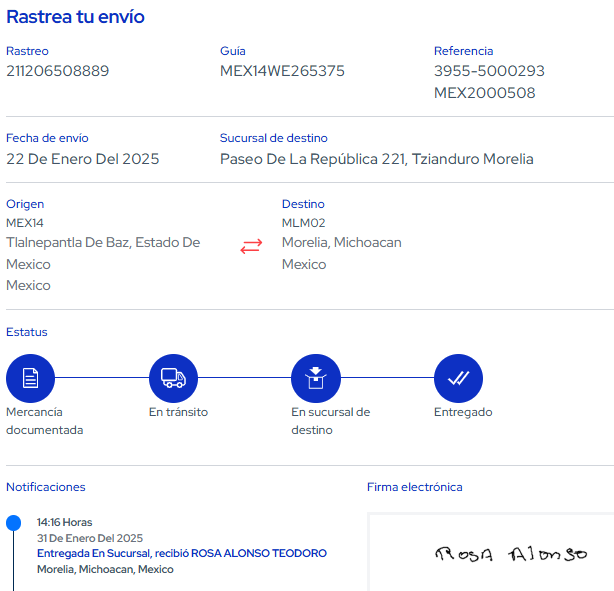 Rastrea tu envío
Rastreo
211206508889
Guía
MEX14WE265375
Referencia
3955-5000293
MEX2000508
Fecha de envío
22 De Enero Del 2025
Sucursal de destino
Paseo De La República 221, Tzianduro Morelia
Origen
MEX14
Tlalnepantla De Baz, Estado De
Mexico
Mexico
Destino
MLM02
Morelia, Michoacan
Mexico
Estatus
Mercancía
documentada
En tránsito
En sucursal de
destino
Entregado
Notificaciones
14:16 Horas
31 De Enero Del 2025
Entregada En Sucursal, recibió ROSA ALONSO TEODORO
Morelia, Michoacan, Mexico
Firma electrónica
Rosa Alonso